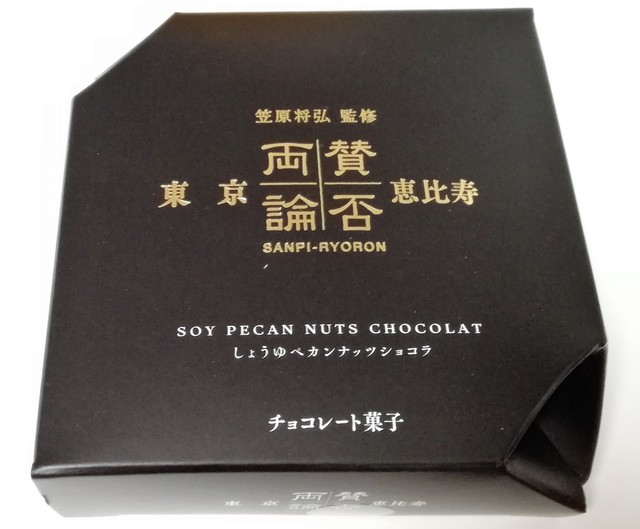 笠原将弘 監修
東京 賛否両論 恵比寿
SANPI-RYORON
SOY PECAN NUTS CHOCOLAT
しょうゆペカンナッツショコラ
チョコレート菓子
東京 賛否両論 恵比寿